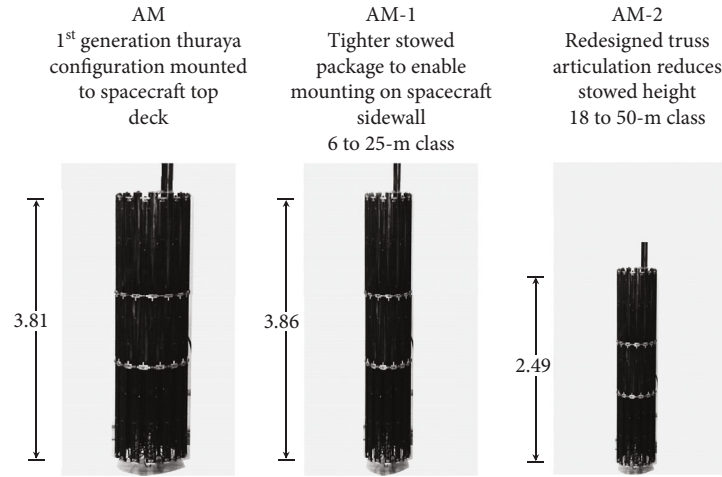 AM
1st generation thuraya
configuration mounted
to spacecraft top
deck
3.81
AM-1
Tighter stowed
package to enable
mounting on spacecraft
sidewall
6 to 25-m class
3.86
AM-2
Redesigned truss
articulation reduces
stowed height
18 to 50-m class
2.49